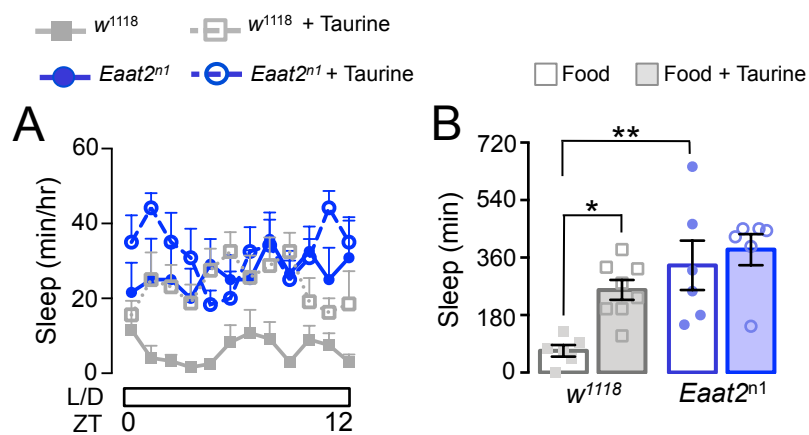 w1118 w1118 + Taurine
Eaat2n1 Eaat2n1 + Taurine
Food Food + Taurine
A
60
40
20
0
Sleep (min/hr)
L/D
ZT 0 12
B
720
540
360
180
0
Sleep (min)
**
*
w1118 Eaat2n1